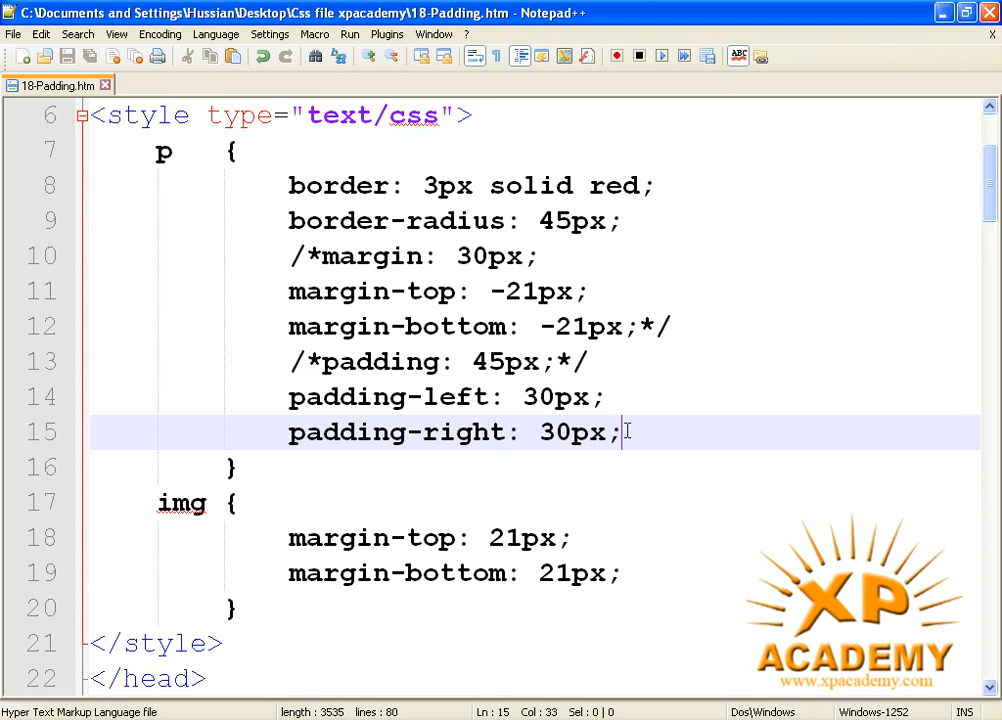 C:\Documents and Settings\Hussian\Desktop\Css file xpacademy\18-Padding.htm - Notepad++
File Edit Search View Encoding Language Settings Macro Run Plugins Window ? X
ABC
18-Padding.htm
6 <style type="text/css">
7 p {
8 border: 3px solid red;
9 border-radius: 45px;
10 /*margin: 30px;
11 margin-top: -21px;
12 margin-bottom: -21px;*/
13 /*padding: 45px;*/
14 padding-left: 30px;
15 padding-right: 30px;
16 }
17 img {
18 margin-top: 21px;
19 margin-bottom: 21px;
20 }
21 </style>
22 </head>
XP
ACADEMY
www.xpacademy.com
Hyper Text Markup Language file length : 3535 lines : 80 Ln : 15 Col : 33 Sel : 0 | 0 Dos\Windows Windows-1252 INS